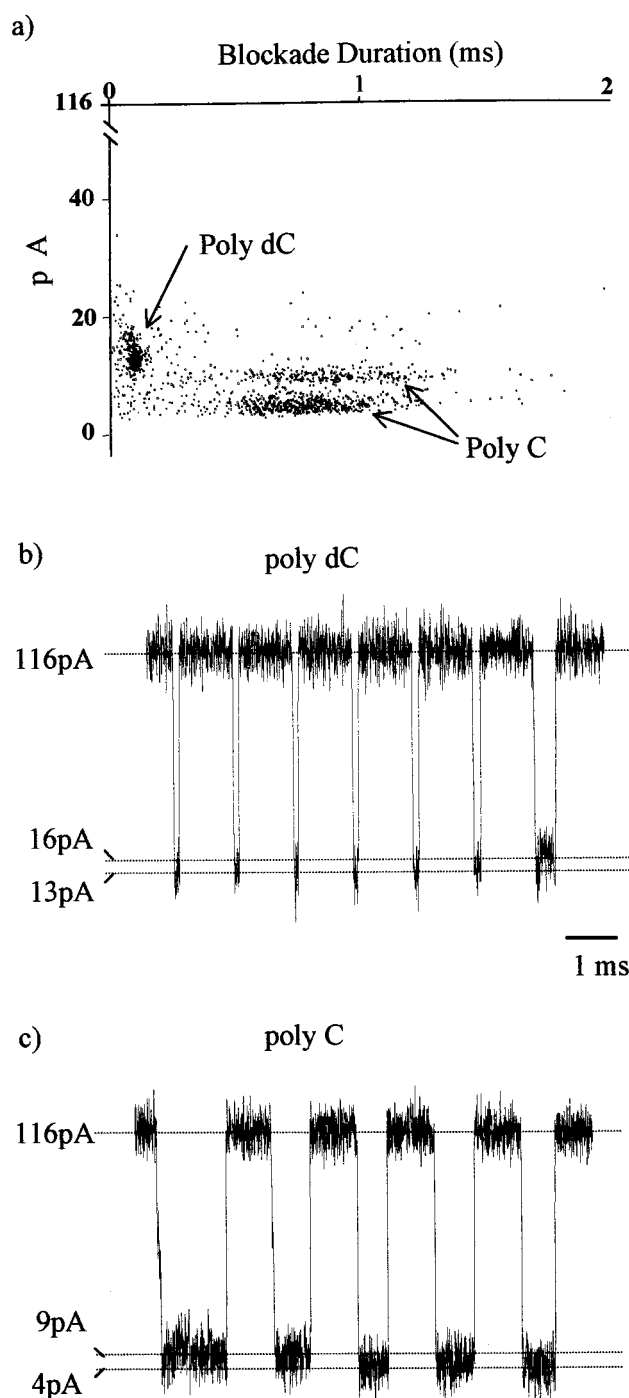 a)
Blockade Duration (ms)
0 1 2
116
40
p A
Poly dC
20
0
Poly C
b)
poly dC
116pA
16pA
13pA
1 ms
c)
poly C
116pA
9pA
4pA